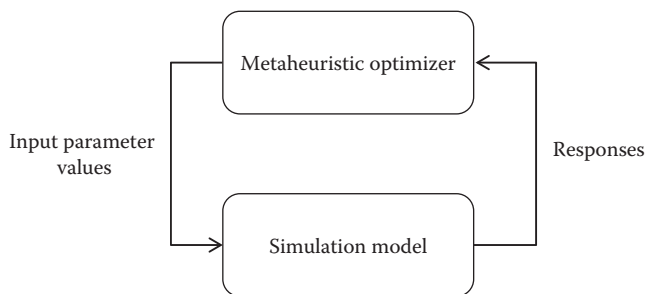 Metaheuristic optimizer
Input parameter
values
Responses
Simulation model